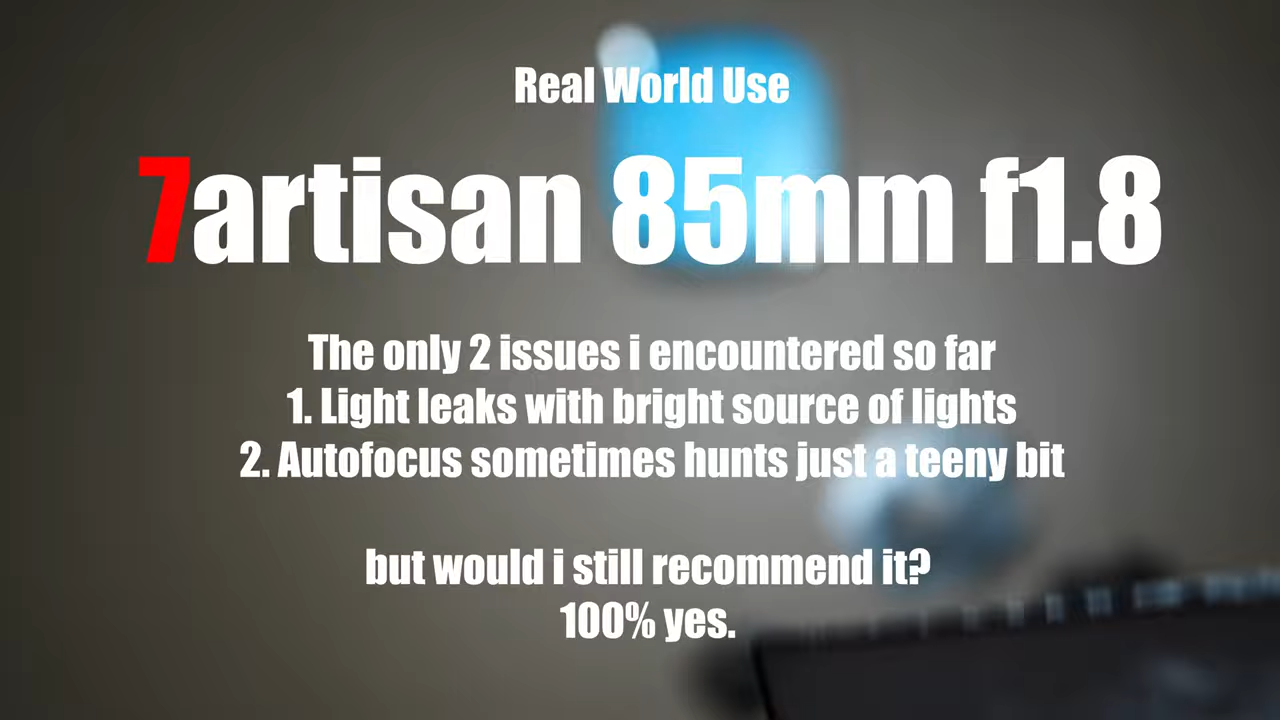 Real World Use
7artisan 85mm f1.8
The only 2 issues i encountered so far
1. Light leaks with bright source of lights
2. Autofocus sometimes hunts just a teeny bit
but would i still recommend it?
100% yes.